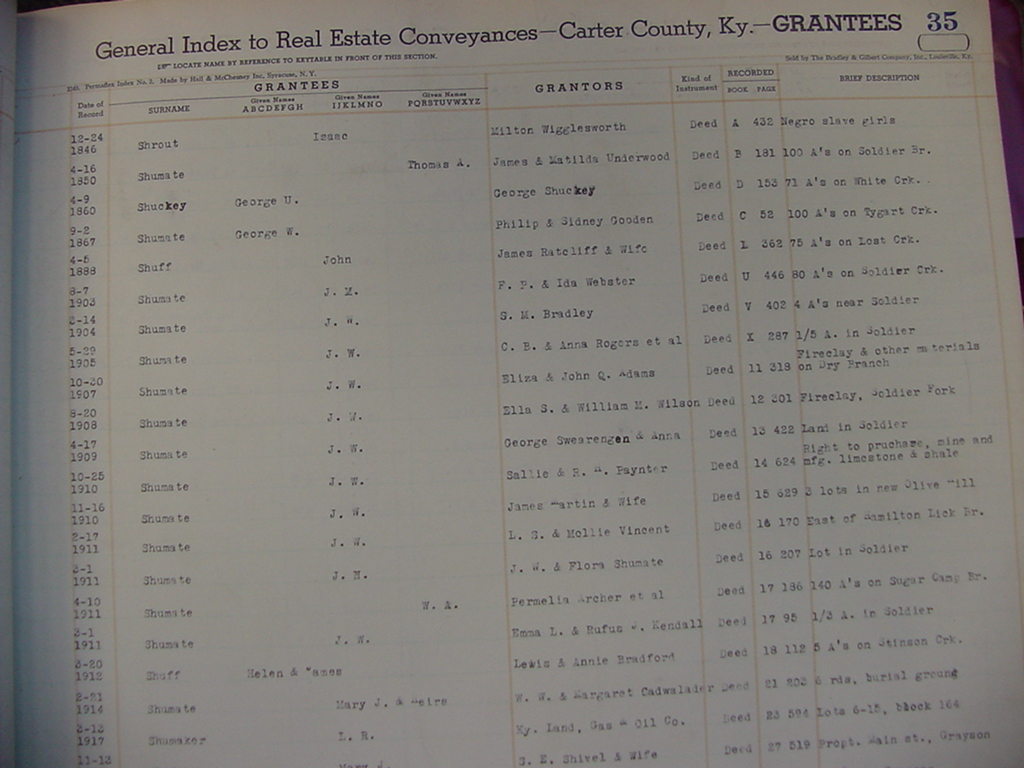 General Index to Real Estate Conveyances—Carter County, Ky.—GRANTEES 35
LOCATE NAME BY REFERENCE TO KEYTABLE IN FRONT OF THIS SECTION.
Permadex Index No. 2. Made by Hall & McChesney Inc. Syracuse, N. Y. Sold by The Bradley & Gilbert Company, Inc., Louisville, Ky.
Date of Record SURNAME GRANTEES Given Names ABCDEFGH Given Names IJKLMNO Given Names PQRSTUVWXYZ GRANTORS Kind of Instrument RECORDED BOOK PAGE BRIEF DESCRIPTION
12-24 1846 Shrout Isaac Milton Wigglesworth Deed A 432 Negro slave girls
4-16 1850 Shumate Thomas A. James & Matilda Underwood Deed B 181 100 A's on Soldier Br.
4-9 1860 Shuckey George U. George Shuckey Deed D 153 71 A's on White Crk.
9-2 1867 Shumate George W. Philip & Sidney Gooden Deed C 52 100 A's on Tygart Crk.
4-5 1888 Shuff John James Ratcliff & Wife Deed L 362 75 A's on Lost Crk.
8-7 1903 Shumate J. M. F. B. & Ida Webster Deed U 446 80 A's on Soldier Crk.
2-14 1904 Shumate J. W. S. M. Bradley Deed V 402 4 A's near Soldier
5-29 1905 Shumate J. W. C. B. & Anna Rogers et al Deed X 287 1/5 A. in Soldier
10-30 1907 Shumate J. W. Eliza & John Q. Adams Deed 11 318 Fireclay & other materials on Dry Branch
8-20 1908 Shumate J. W. Ella S. & William M. Wilson Deed 12 301 Fireclay, Soldier Fork
4-17 1909 Shumate J. W. George Swearengen & Anna Deed 13 422 Land in Soldier
10-25 1910 Shumate J. W. Sallie & R. Paynter Deed 14 624 Right to pruchase, mine and mfg. limestone & shale
11-16 1910 Shumate J. W. James Martin & Wife Deed 15 629 3 lots in new Olive Hill
2-17 1911 Shumate J. W. L. S. & Mollie Vincent Deed 16 170 East of Hamilton Lick Br.
3-1 1911 Shumate J. M. J. W. & Flora Shumate Deed 16 207 Lot in Soldier
4-10 1911 Shumate W. A. Permelia Archer et al Deed 17 186 140 A's on Sugar Camp Br.
3-1 1911 Shumate J. W. Emma L. & Rufus Kendall Deed 17 95 1/3 A. in Soldier
1912 Shuff Helen & James Lewis & Annie Bradford Deed 18 112 5 A's on Stinson Crk.
2-21 1914 Shumate Mary J. & Heirs W. W. & Margaret Cadwalader Deed 21 203 6 rds, burial ground
1917 Shumaker L. R. Ky. Land, Gas & Oil Co. Deed 23 594 Lots 6-15, block 164
11-13 Mary J. S. E. Shivel & Wife Deed 27 519 Propt. Main st., Grayson